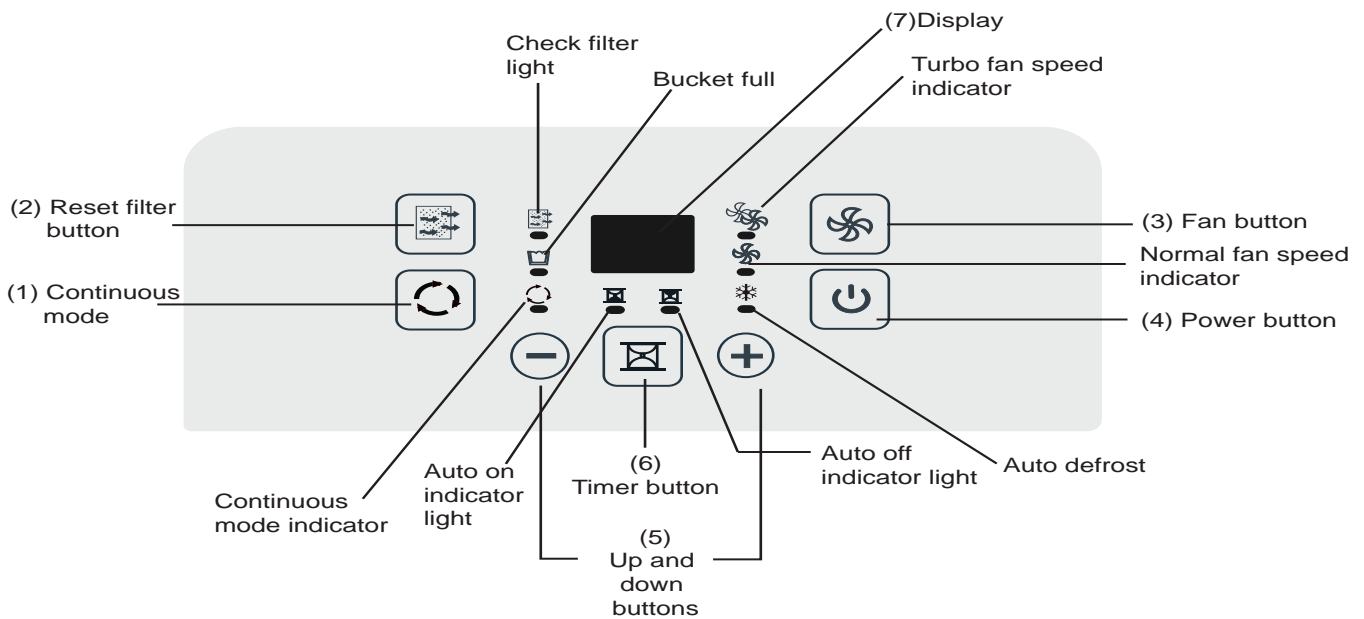 (7)Display
Check filter
light
Bucket full
Turbo fan speed
indicator
(2) Reset filter
button
(3) Fan button
Normal fan speed
indicator
(1) Continuous
mode
(4) Power button
Auto on
indicator
light
(6)
Timer button
Auto off
indicator light
Auto defrost
Continuous
mode indicator
(5)
Up and
down
buttons